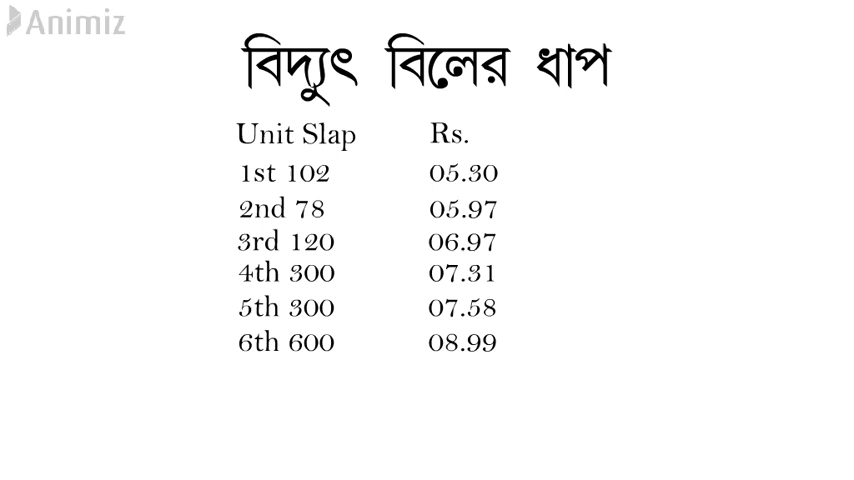 Animiz
বিদ্যুৎ বিলের ধাপ
Unit Slap Rs.
1st 102 05.30
2nd 78 05.97
3rd 120 06.97
4th 300 07.31
5th 300 07.58
6th 600 08.99